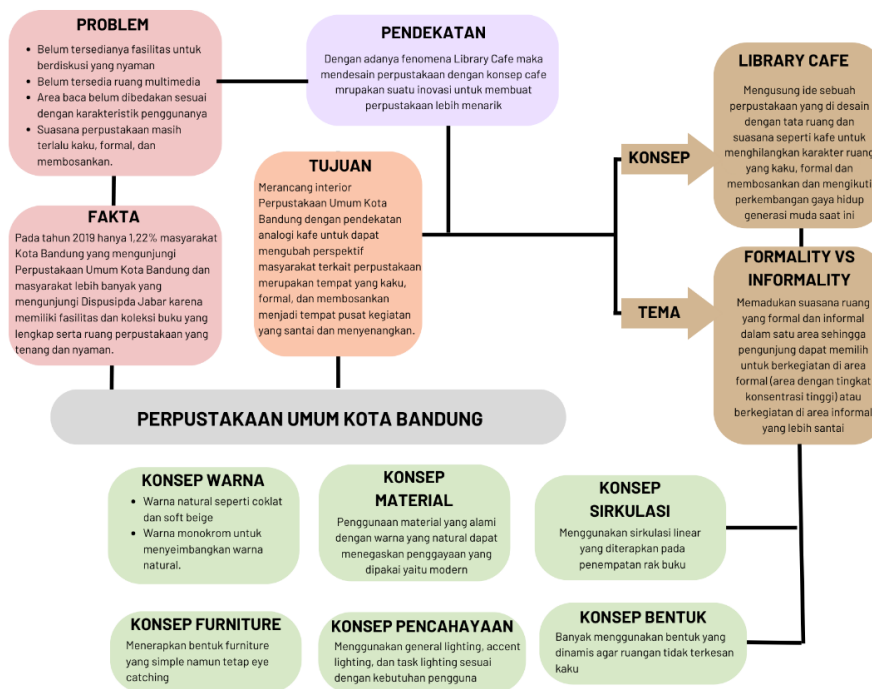 PROBLEM
• Belum tersedianya fasilitas untuk
berdiskusi yang nyaman
• Belum tersedia ruang multimedia
• Area baca belum dibedakan sesuai
dengan karakteristik penggunanya
• Suasana perpustakaan masih
terlalu kaku, formal, dan
membosankan.
PENDEKATAN
Dengan adanya fenomena Library Cafe maka
mendesain perpustakaan dengan konsep cafe
mrupakan suatu inovasi untuk membuat
perpustakaan lebih menarik
FAKTA
Pada tahun 2019 hanya 1,22% masyarakat
Kota Bandung yang mengunjungi
Perpustakaan Umum Kota Bandung dan
masyarakat lebih banyak yang
mengunjungi Dispusipda Jabar karena
memiliki fasilitas dan koleksi buku yang
lengkap serta ruang perpustakaan yang
tenang dan nyaman.
TUJUAN
Merancang interior
Perpustakaan Umum Kota
Bandung dengan pendekatan
analogi kafe untuk dapat
mengubah perspektif
masyarakat terkait perpustakaan
merupakan tempat yang kaku,
formal, dan membosankan
menjadi tempat pusat kegiatan
yang santai dan menyenangkan.
KONSEP
LIBRARY CAFE
Mengusung ide sebuah
perpustakaan yang di desain
dengan tata ruang dan
suasana seperti kafe untuk
menghilangkan karakter ruang
yang kaku, formal dan
membosankan dan mengikuti
perkembangan gaya hidup
generasi muda saat ini
TEMA
FORMALITY VS
INFORMALITY
Memadukan suasana ruang
yang formal dan informal
dalam satu area sehingga
pengunjung dapat memilih
untuk berkegiatan di area
formal (area dengan tingkat
konsentrasi tinggi) atau
berkegiatan di area informal
yang lebih santai
PERPUSTAKAAN UMUM KOTA BANDUNG
KONSEP WARNA
• Warna natural seperti coklat
dan soft beige
• Warna monokrom untuk
menyeimbangkan warna
natural.
KONSEP
MATERIAL
Penggunaan material yang alami
dengan warna yang natural dapat
menegaskan penggayaan yang
dipakai yaitu modern
KONSEP
SIRKULASI
Menggunakan sirkulasi linear
yang diterapkan pada
penempatan rak buku
KONSEP FURNITURE
Menerapkan bentuk furniture
yang simple namun tetap eye
catching
KONSEP PENCAHAYAAN
Menggunakan general lighting, accent
lighting, dan task lighting sesuai
dengan kebutuhan pengguna
KONSEP BENTUK
Banyak menggunakan bentuk yang
dinamis agar ruangan tidak terkesan
kaku